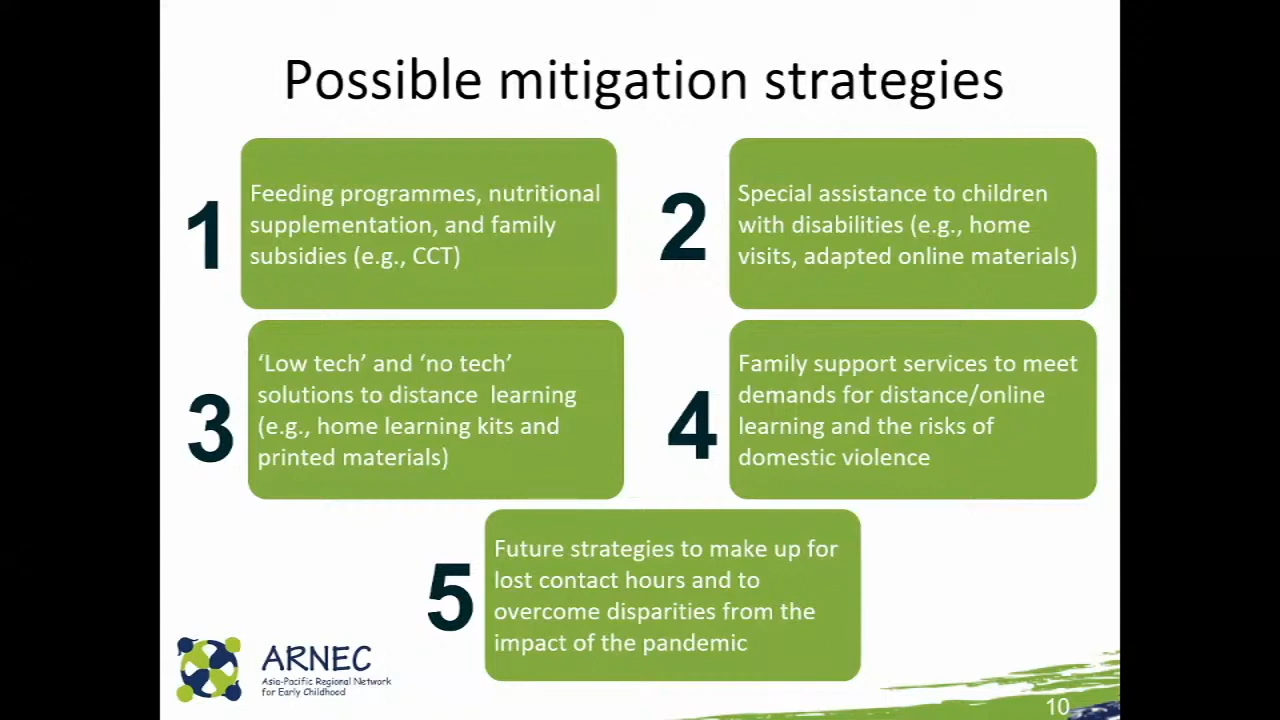 Possible mitigation strategies
1
Feeding programmes, nutritional
supplementation, and family
subsidies (e.g., CCT)
2
Special assistance to children
with disabilities (e.g., home
visits, adapted online materials)
3
‘Low tech’ and ‘no tech’
solutions to distance  learning
(e.g., home learning kits and
printed materials)
4
Family support services to meet
demands for distance/online
learning and the risks of
domestic violence
5
Future strategies to make up for
lost contact hours and to
overcome disparities from the
impact of the pandemic
ARNEC
Asia-Pacific Regional Network
for Early Childhood
10